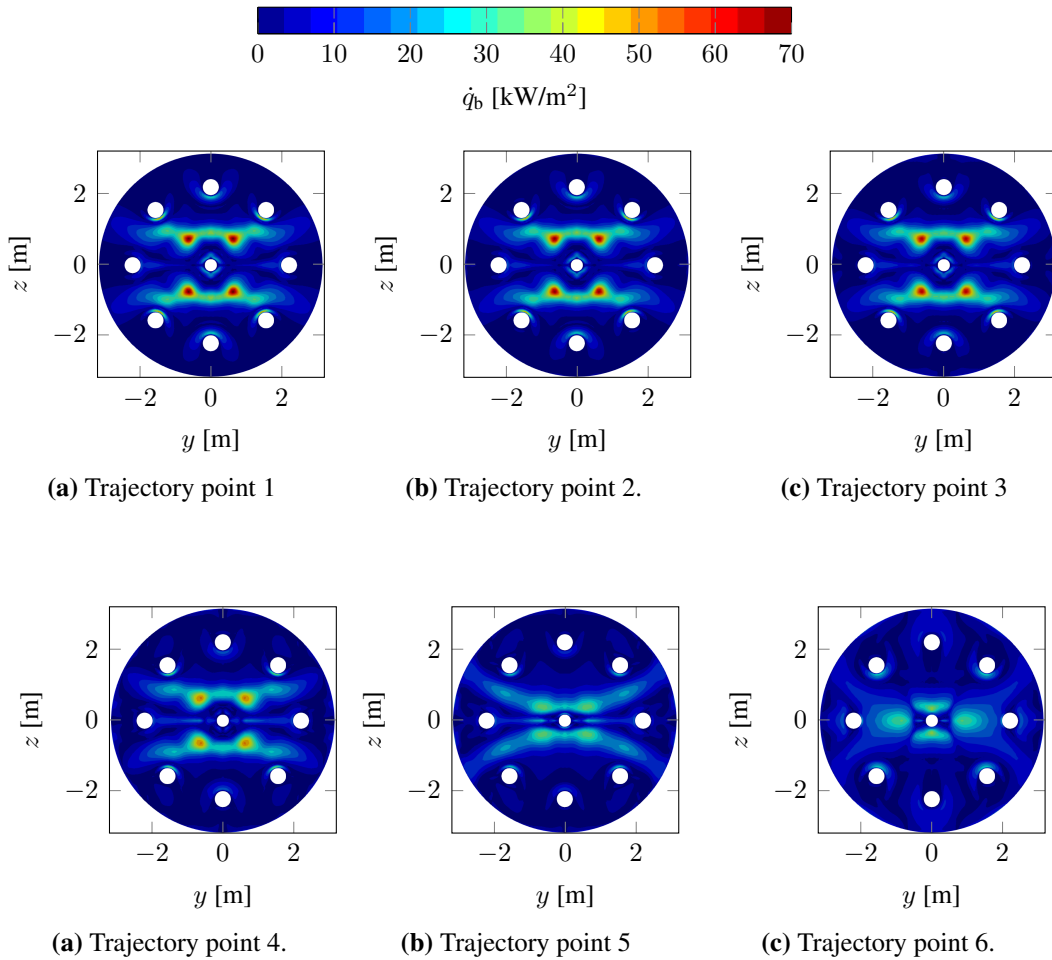 0 10 20 30 40 50 60 70
q̇_b [kW/m²]
2
0
−2
z [m]
−2 0 2
y [m]
(a) Trajectory point 1
2
0
−2
z [m]
−2 0 2
y [m]
(b) Trajectory point 2.
2
0
−2
z [m]
−2 0 2
y [m]
(c) Trajectory point 3
2
0
−2
z [m]
−2 0 2
y [m]
(a) Trajectory point 4.
2
0
−2
z [m]
−2 0 2
y [m]
(b) Trajectory point 5
2
0
−2
z [m]
−2 0 2
y [m]
(c) Trajectory point 6.